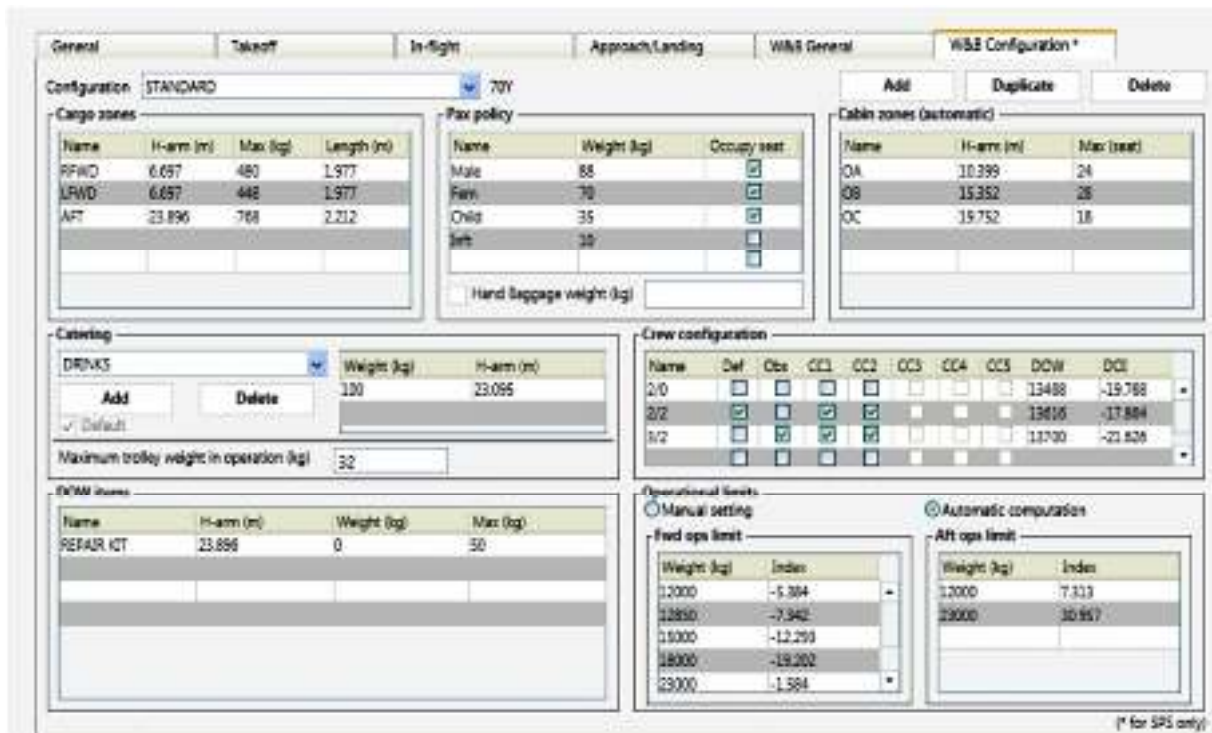 General Takeoff In-flight Approach/Landing W&B General W&B Configuration *
Configuration STANDARD 70Y Add Duplicate Delete
Cargo zones Pax policy Cabin zones (automatic)
Name H-arm (m) Max (kg) Length (m) Name Weight (kg) Occupy seat Name H-arm (m) Max (seat)
RFWD 6.697 480 1.977 Male 88 OA 10.399 24
LFWD 6.697 448 1.977 Fem 70 OB 15.352 28
AFT 23.896 768 2.212 Child 35 OC 19.752 18
Inft 10
Hand Baggage weight (kg)
Catering Crew configuration
DRINKS Weight (kg) H-arm (m) Name Def Obs CC1 CC2 CC3 CC4 CC5 DOW DOI
Add Delete 100 23.095 2/0 13488 -19.768
Default 2/2 13616 -17.884
Maximum trolley weight in operation (kg) 32 3/2 13700 -21.626
DOW items Operational limits
Manual setting Automatic computation
Name H-arm (m) Weight (kg) Max (kg) Fwd ops limit Aft ops limit
REPAIR KIT 23.896 0 50
Weight (kg) Index Weight (kg) Index
12000 -5.384 12000 7.313
12850 -7.342 23000 30.957
15000 -12.293
18000 -19.202
23000 -1.584
(* for SPS only)